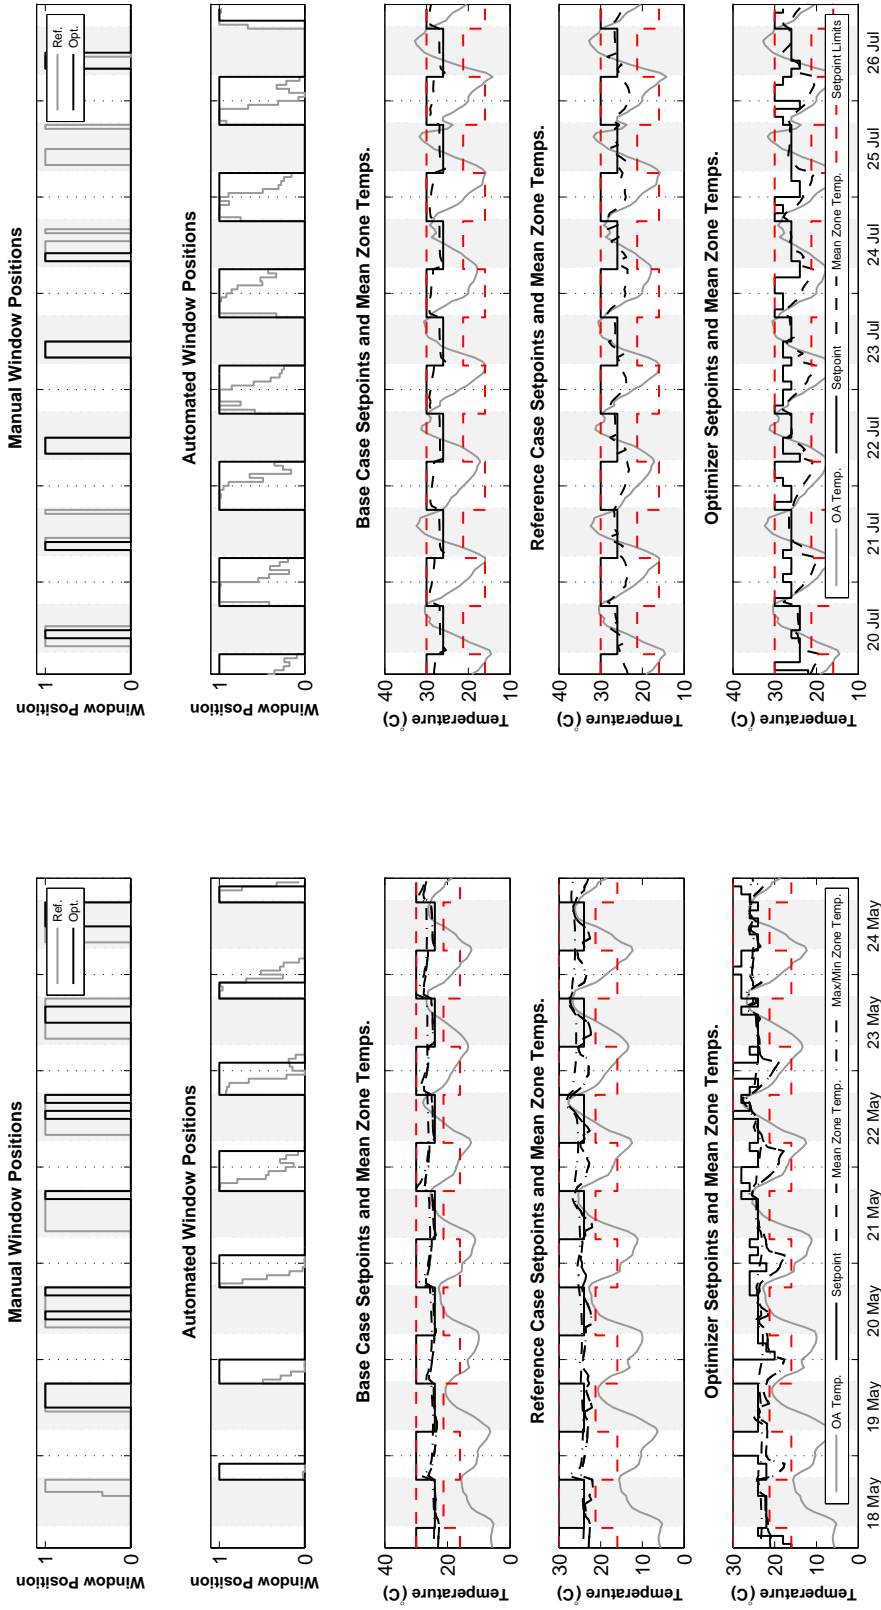 Manual Window Positions
Window Position
1
0
Ref.
Opt.
Automated Window Positions
Window Position
1
0
Base Case Setpoints and Mean Zone Temps.
Temperature (C°)
40
20
0
Reference Case Setpoints and Mean Zone Temps.
Temperature (C°)
30
20
10
0
Optimizer Setpoints and Mean Zone Temps.
Temperature (C°)
30
20
10
0
OA Temp.
Setpoint
Mean Zone Temp.
Max/Min Zone Temp.
18 May
19 May
20 May
21 May
22 May
23 May
24 May
Manual Window Positions
Window Position
1
0
Ref.
Opt.
Automated Window Positions
Window Position
1
0
Base Case Setpoints and Mean Zone Temps.
Temperature (C°)
40
30
20
10
Reference Case Setpoints and Mean Zone Temps.
Temperature (C°)
40
30
20
10
Optimizer Setpoints and Mean Zone Temps.
Temperature (C°)
40
30
20
10
OA Temp.
Setpoint
Mean Zone Temp.
Setpoint Limits
20 Jul
21 Jul
22 Jul
23 Jul
24 Jul
25 Jul
26 Jul